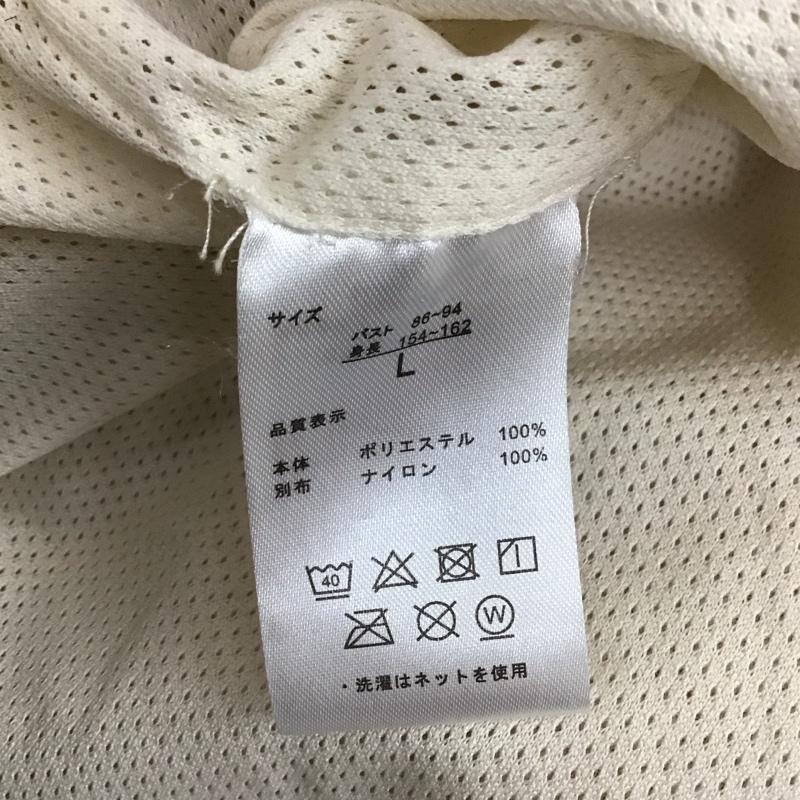 サイズ
バスト 86~94
身長 154~162
L
品質表示
本体 ポリエステル 100%
別布 ナイロン 100%
40
W
・洗濯はネットを使用